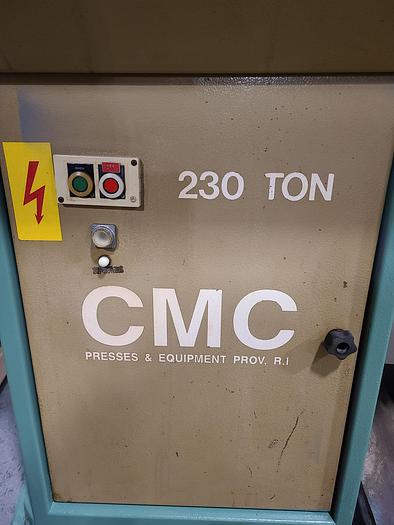 230 TON
CMC
PRESSES & EQUIPMENT PROV, R.I